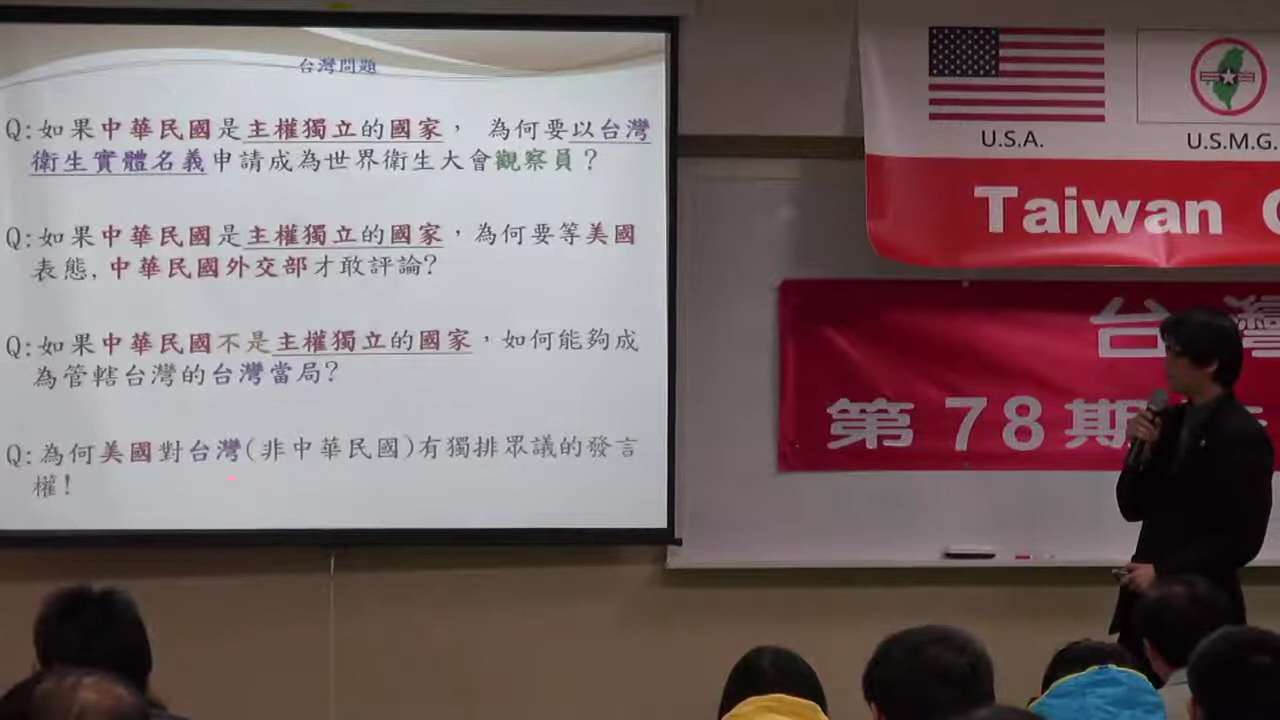 台灣問題
Q:如果中華民國是主權獨立的國家，為何要以台灣
衛生實體名義申請成為世界衛生大會觀察員？
Q:如果中華民國是主權獨立的國家，為何要等美國
表態,中華民國外交部才敢評論?
Q:如果中華民國不是主權獨立的國家，如何能夠成
為管轄台灣的台灣當局?
Q:為何美國對台灣(非中華民國)有獨排眾議的發言
權!
U.S.A.
U.S.M.G.
Taiwan
台灣
第78期